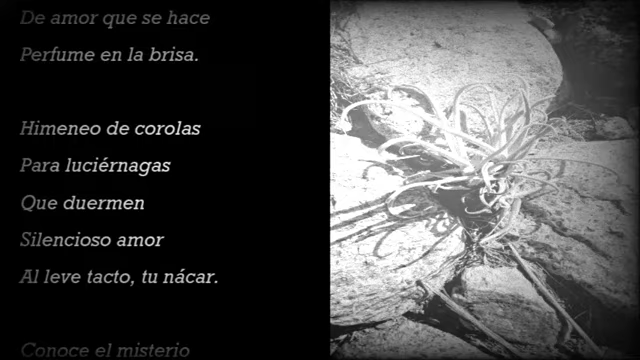 De amor que se hace
Perfume en la brisa.
Himeneo de corolas
Para luciérnagas
Que duermen
Silencioso amor
Al leve tacto, tu nácar.
Conoce el misterio